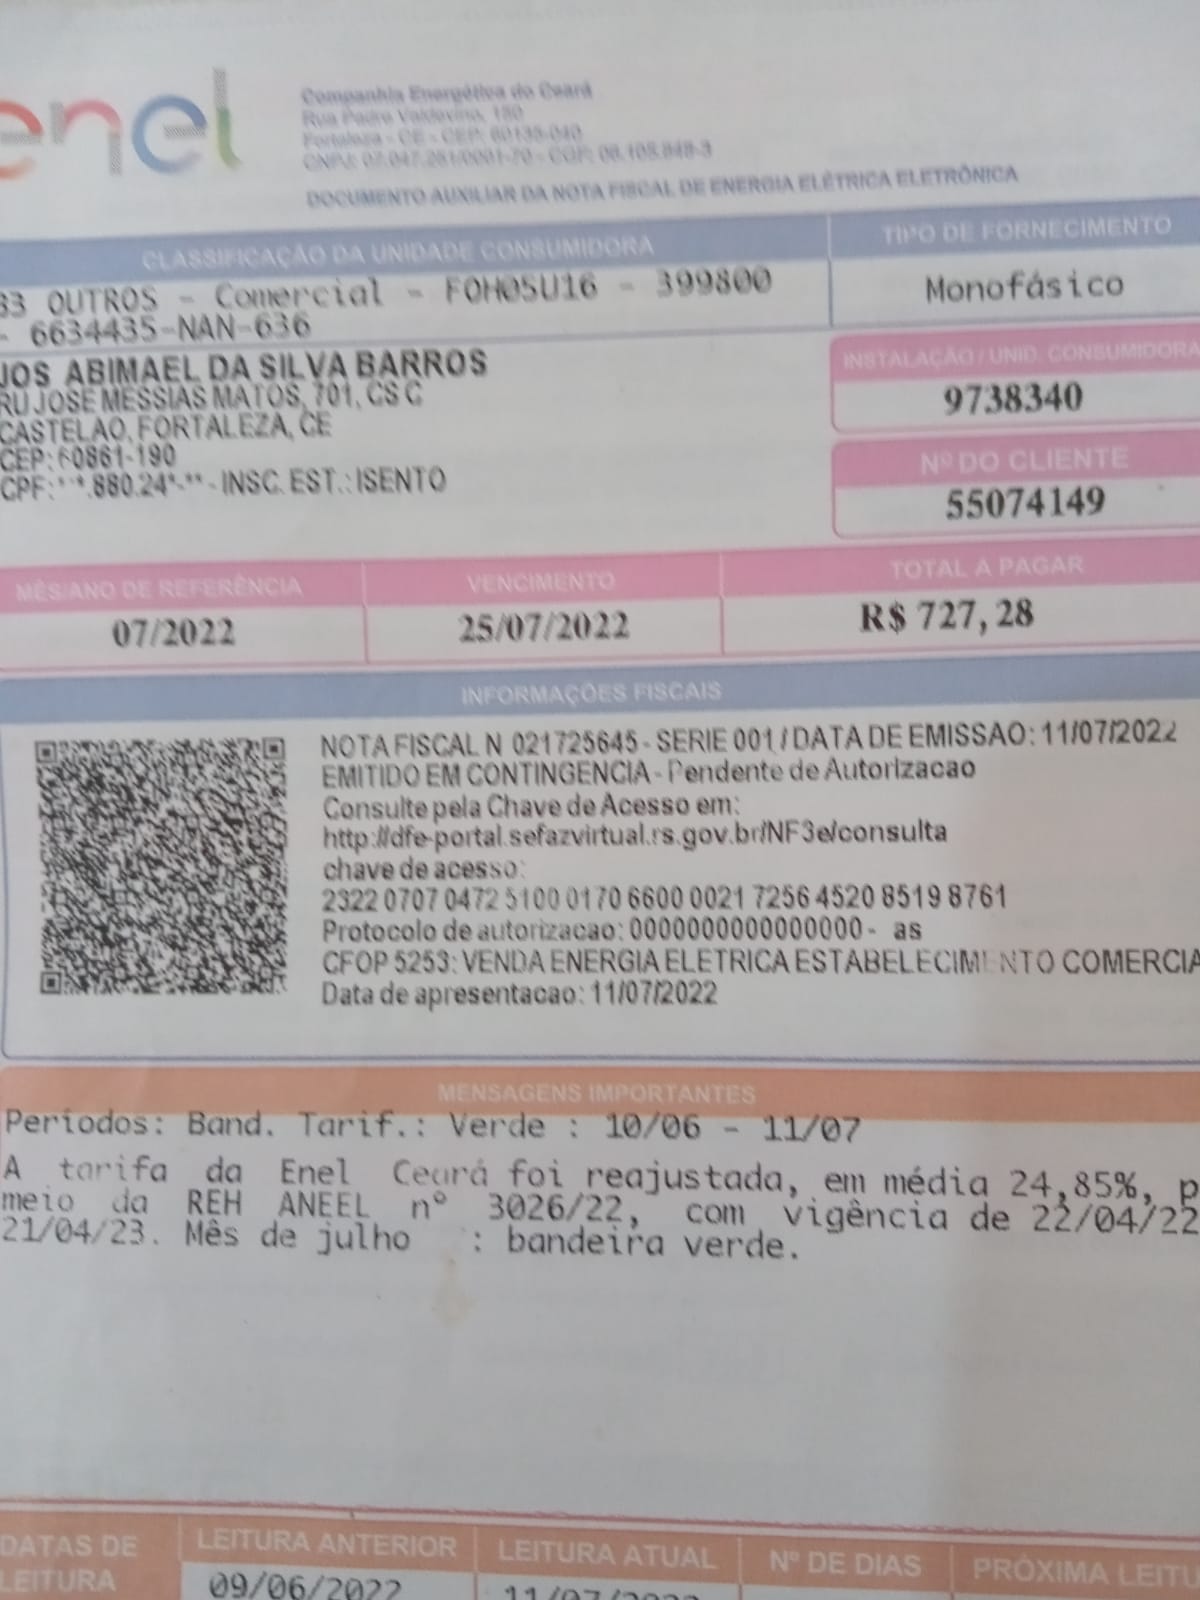 enel
Companhia Energética do Ceará
Rua Padre Valdevino, 150
Fortaleza - CE - CEP: 60135-040
CNPJ: 07.047.251/0001-70 - CGF: 06.105.848-3
DOCUMENTO AUXILIAR DA NOTA FISCAL DE ENERGIA ELÉTRICA ELETRÔNICA
CLASSIFICAÇÃO DA UNIDADE CONSUMIDORA
TIPO DE FORNECIMENTO
33 OUTROS - Comercial - FOH05U16 - 399800
- 6634435-NAN-636
Monofásico
JOS ABIMAEL DA SILVA BARROS
RU JOSE MESSIAS MATOS, 701, CS C
CASTELAO, FORTALEZA, CE
CEP: 60861-190
CPF: **.880.24*-** - INSC. EST.: ISENTO
INSTALAÇÃO / UNID. CONSUMIDORA
9738340
Nº DO CLIENTE
55074149
MÊS/ANO DE REFERÊNCIA
VENCIMENTO
TOTAL A PAGAR
07/2022
25/07/2022
R$ 727,28
INFORMAÇÕES FISCAIS
NOTA FISCAL N 021725645 - SERIE 001 / DATA DE EMISSAO: 11/07/2022
EMITIDO EM CONTINGENCIA - Pendente de Autorizacao
Consulte pela Chave de Acesso em:
http://dfe-portal.sefazvirtual.rs.gov.br/NF3e/consulta
chave de acesso:
2322 0707 0472 5100 0170 6600 0021 7256 4520 8519 8761
Protocolo de autorizacao: 0000000000000000 - as
CFOP 5253: VENDA ENERGIA ELETRICA ESTABELECIMENTO COMERCIA
Data de apresentacao: 11/07/2022
MENSAGENS IMPORTANTES
Períodos: Band. Tarif.: Verde : 10/06 - 11/07
A tarifa da Enel Ceará foi reajustada, em média 24,85%, p
meio da REH ANEEL nº 3026/22, com vigência de 22/04/22
21/04/23. Mês de julho : bandeira verde.
DATAS DE LEITURA
LEITURA ANTERIOR
LEITURA ATUAL
Nº DE DIAS
PRÓXIMA LEITU
09/06/2022
11/07/2022